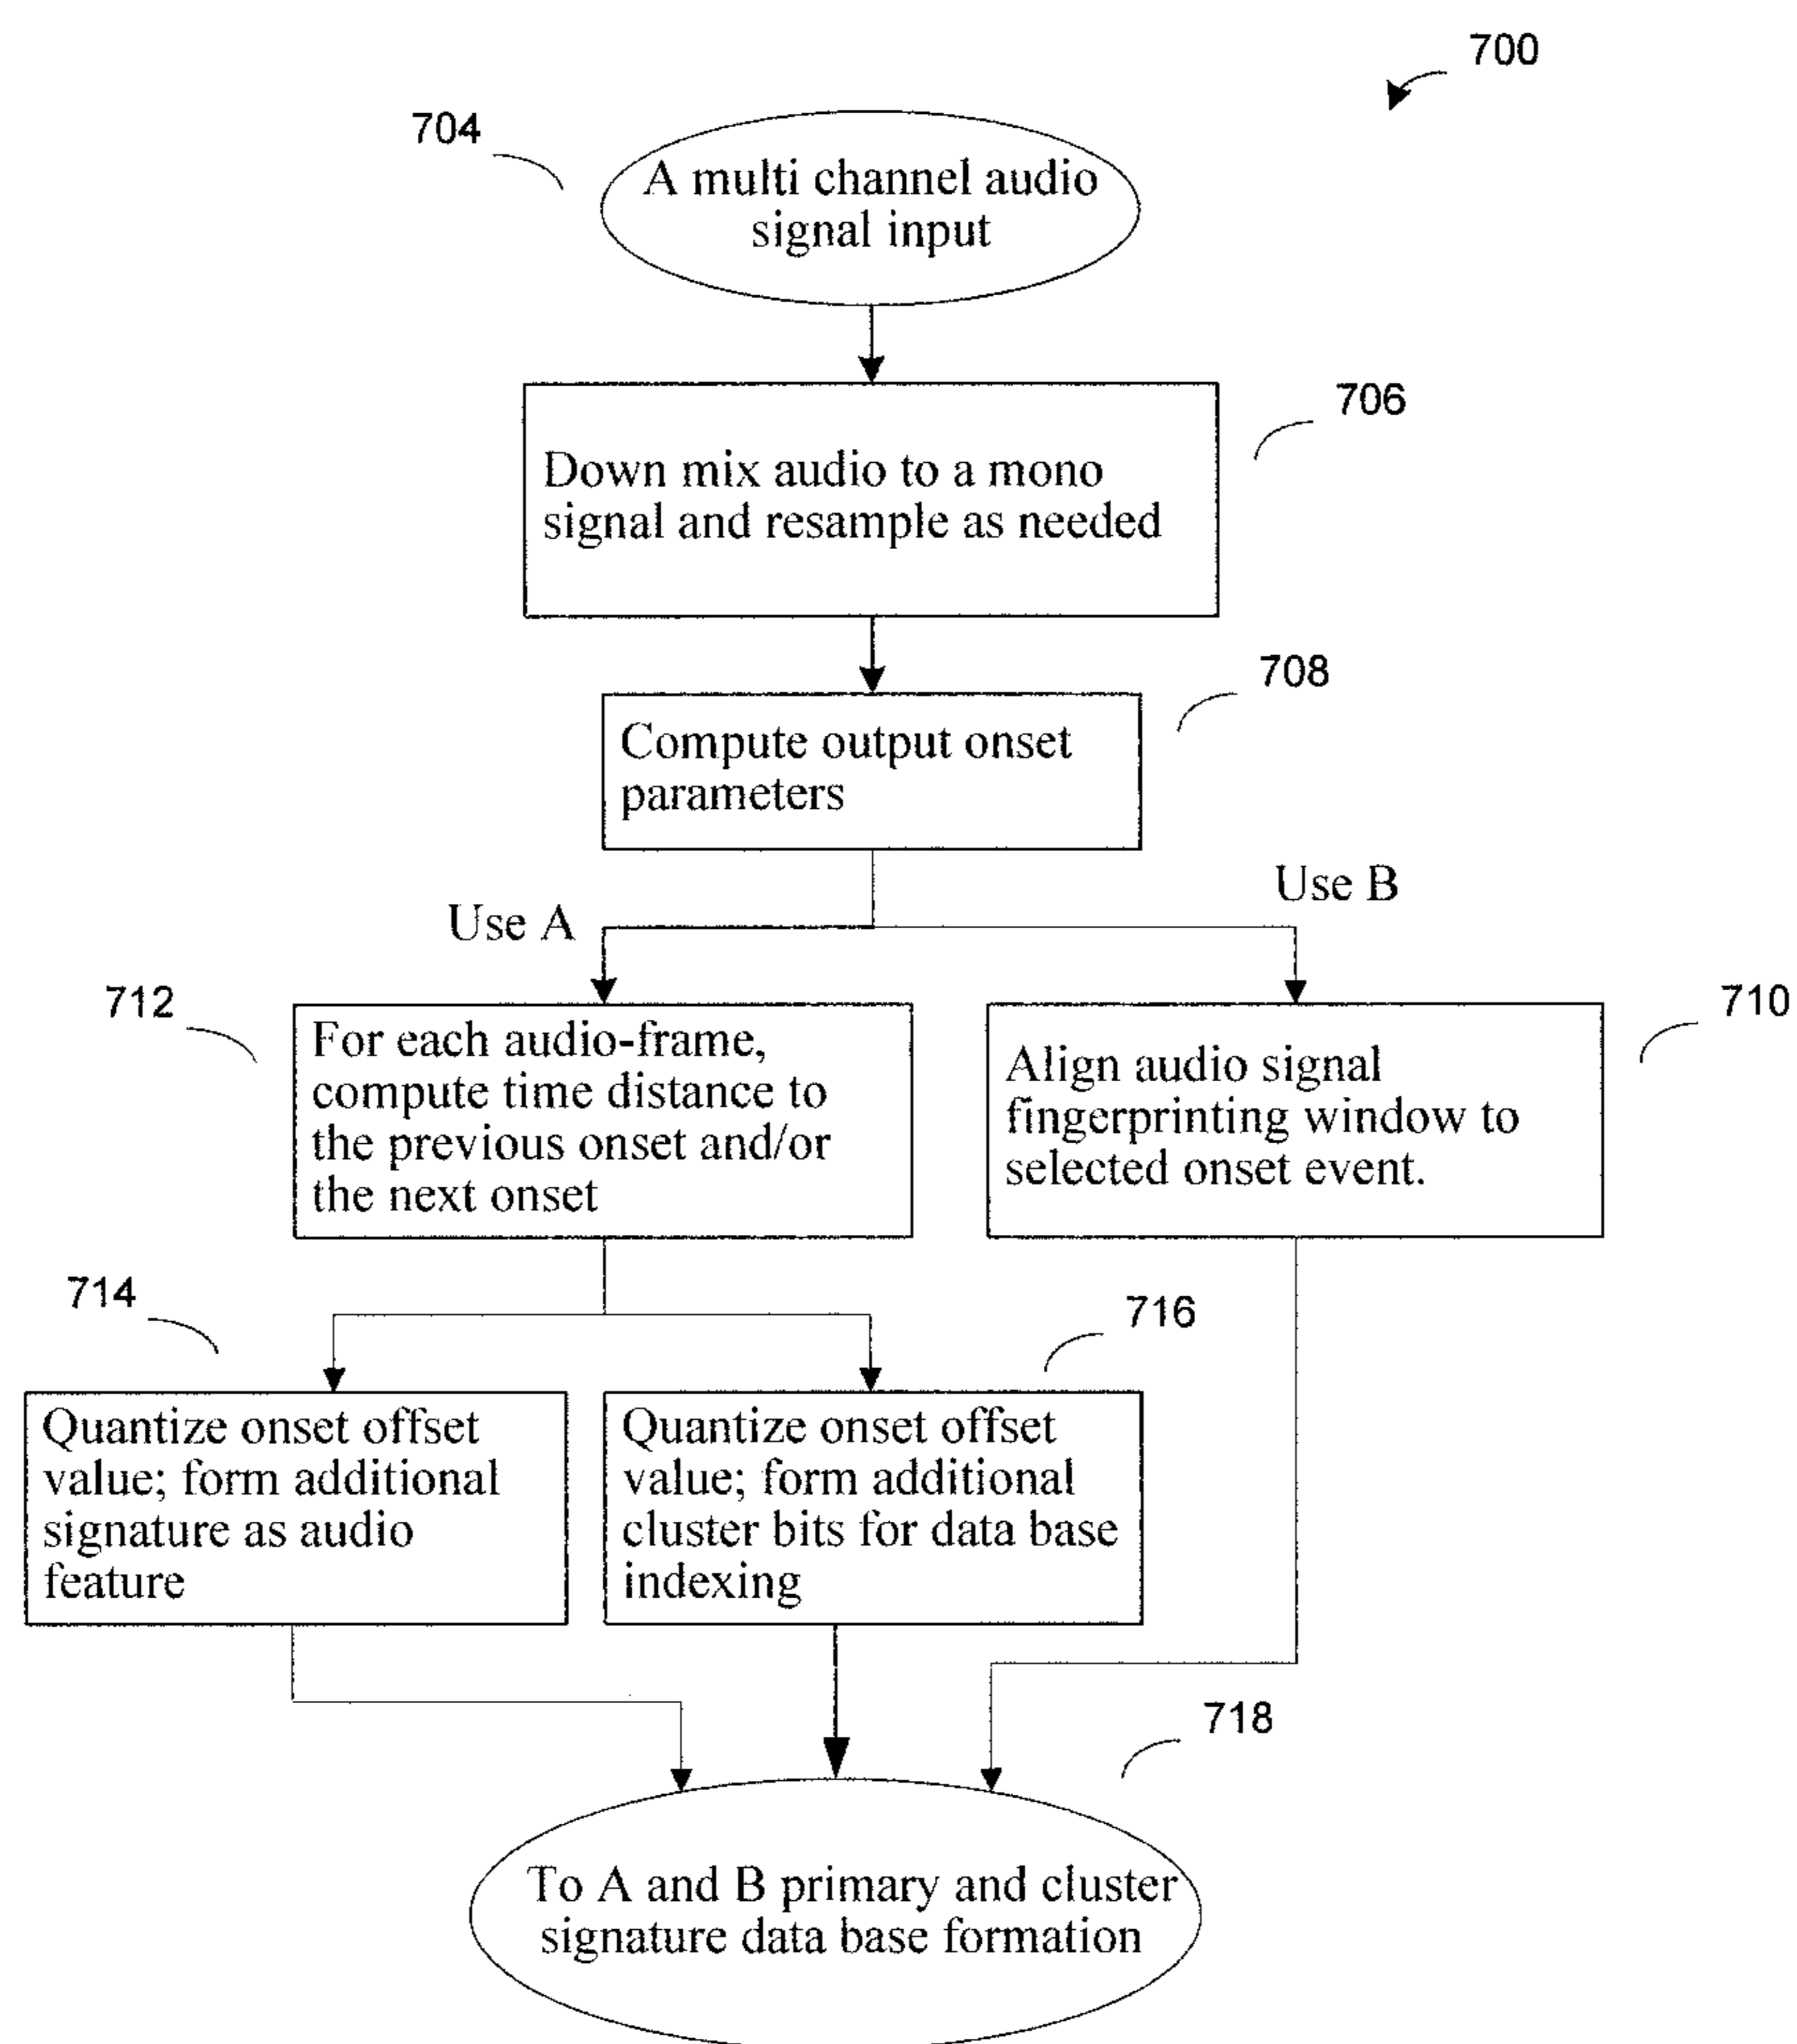 700
704
A multi channel audio
signal input
706
Down mix audio to a mono
signal and resample as needed
708
Compute output onset
parameters
Use A
Use B
712
For each audio-frame,
compute time distance to
the previous onset and/or
the next onset
710
Align audio signal
fingerprinting window to
selected onset event.
714
Quantize onset offset
value; form additional
signature as audio
feature
716
Quantize onset offset
value; form additional
cluster bits for data base
indexing
718
To A and B primary and cluster
signature data base formation